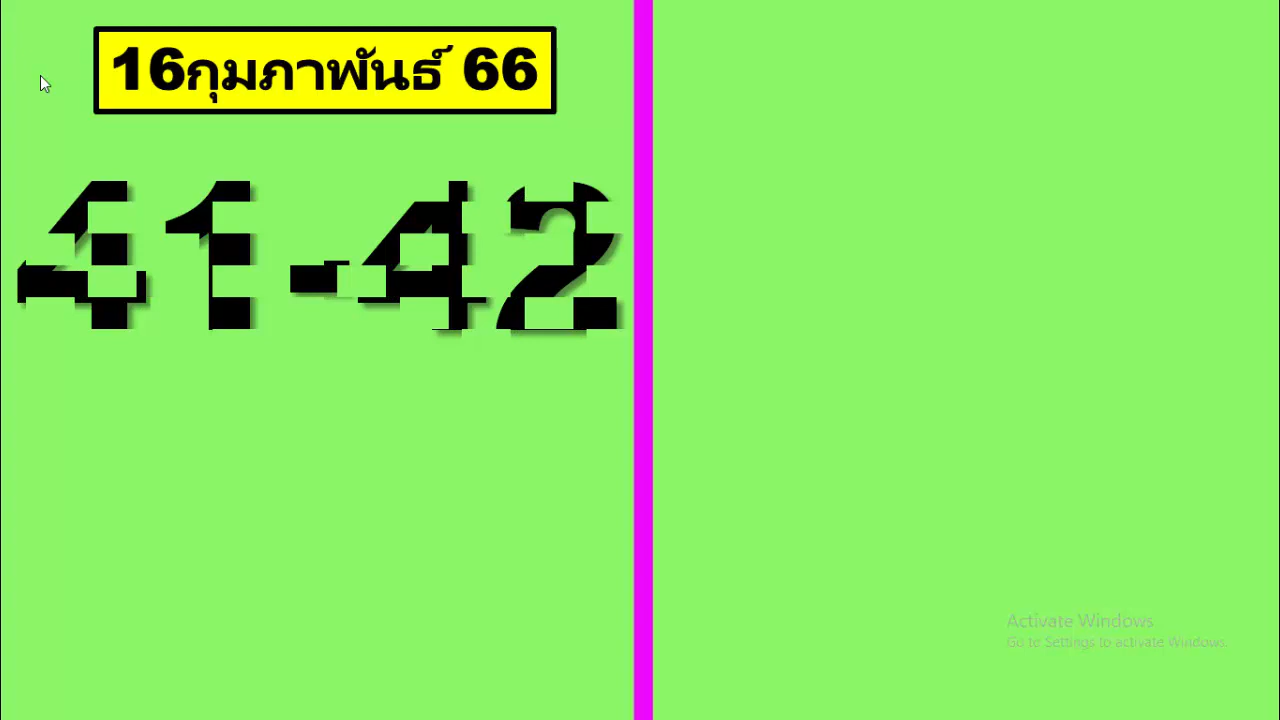 16กุมภาพันธ์ 66
41-42
Activate Windows
Go to Settings to activate Windows.